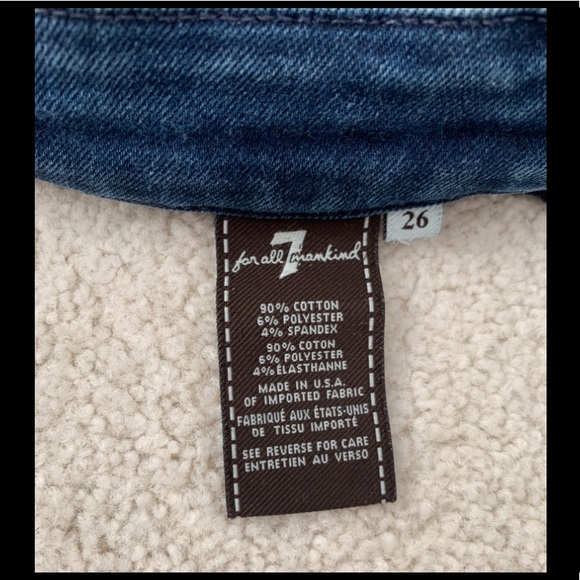 26
7
for all mankind
90% COTTON
6% POLYESTER
4% SPANDEX
90% COTON
6% POLYESTER
4% ÉLASTHANNE
MADE IN U.S.A.
OF IMPORTED FABRIC
FABRIQUÉ AUX ÉTATS-UNIS
DE TISSU IMPORTÉ
SEE REVERSE FOR CARE
ENTRETIEN AU VERSO